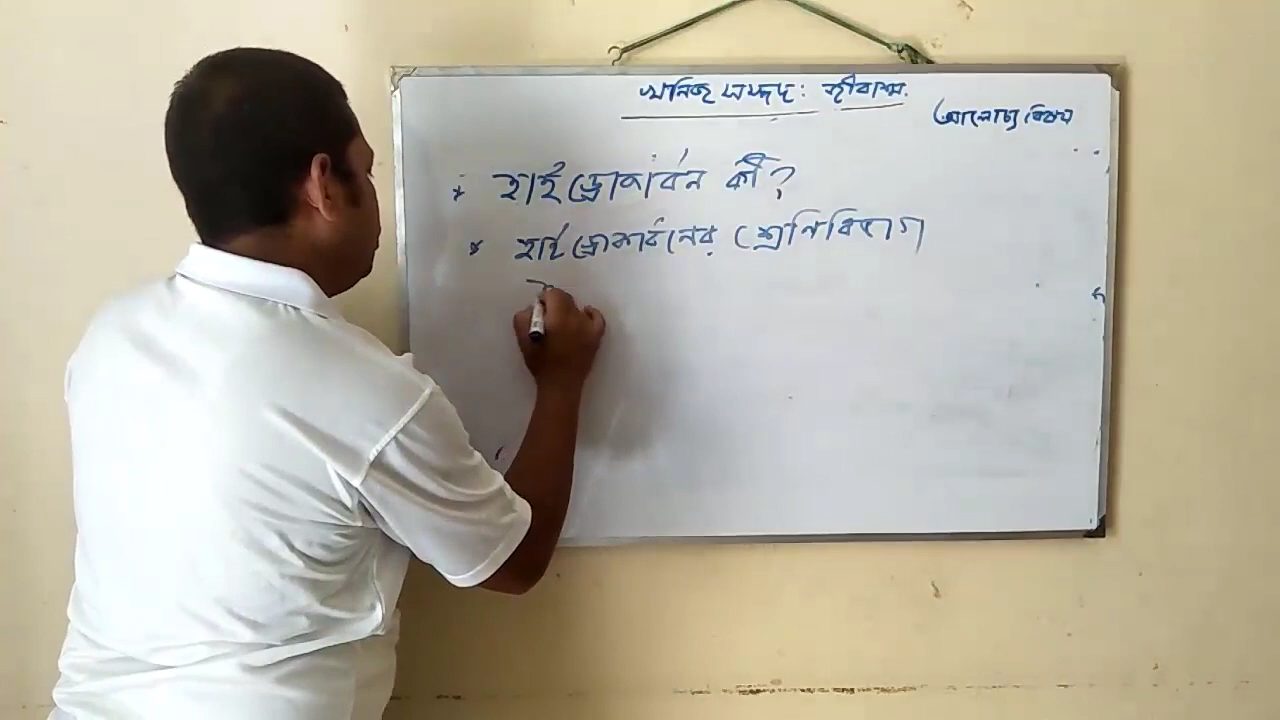 খনিজ সম্পদ: জীবাশ্ম.
আলোচ্য বিষয়
* হাইড্রোকার্বন কী?
* হাইড্রোকার্বনের শ্রেণিবিভাগ